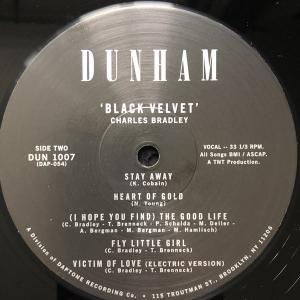 DUNHAM
'BLACK VELVET'
CHARLES BRADLEY
SIDE TWO
DUN 1007
(DAP-054)
VOCAL -- 33 1/3 RPM.
All Songs BMI / ASCAP.
A TNT Production.
STAY AWAY
(K. Cobain)
HEART OF GOLD
(N. Young)
(I HOPE YOU FIND) THE GOOD LIFE
(C. Bradley - T. Brenneck - P. Schalda - M. Deller -
A. Bergman - M. Bergman - M. Hamlisch)
FLY LITTLE GIRL
(C. Bradley - T. Brenneck)
VICTIM OF LOVE (ELECTRIC VERSION)
(C. Bradley - T. Brenneck)
A Division of DAPTONE RECORDING Co. • 115 TROUTMAN ST., BROOKLYN, NY 11206